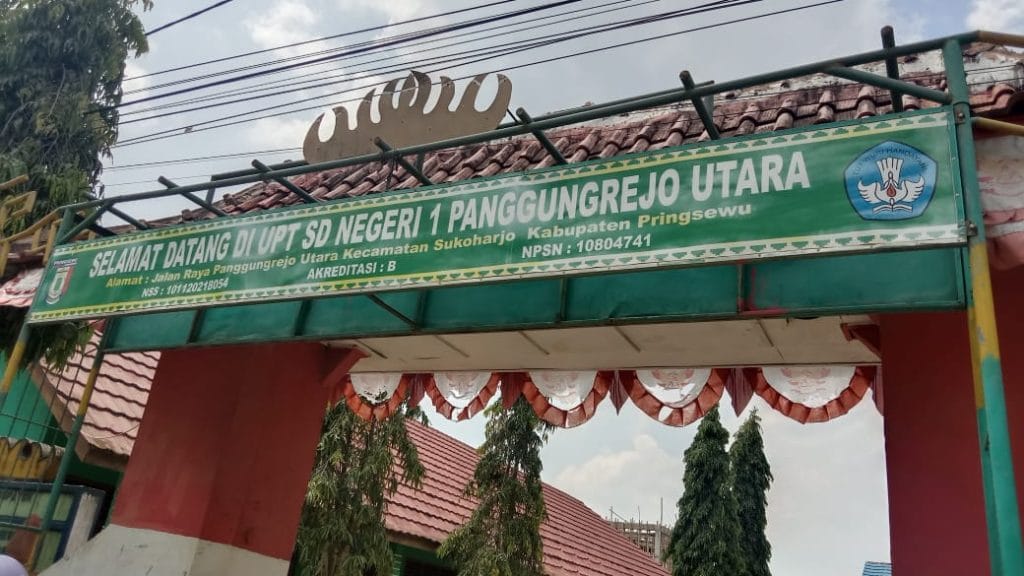 SELAMAT DATANG DI UPT SD NEGERI 1 PANGGUNGREJO UTARA
Alamat : Jalan Raya Panggungrejo Utara Kecamatan Sukoharjo Kabupaten Pringsewu
NSS : 101120218054
AKREDITASI : B
NPSN : 10804741